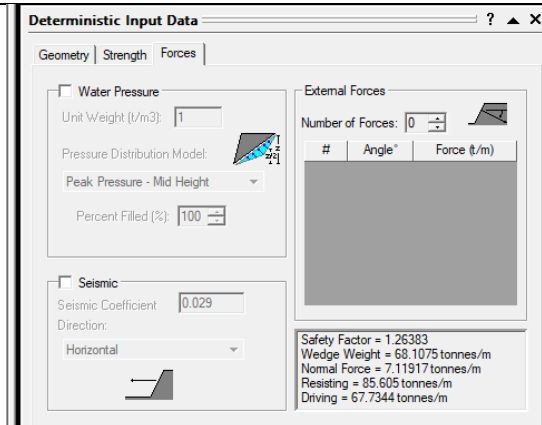 Deterministic Input Data ? ▲ X
Geometry Strength Forces
Water Pressure
Unit Weight (t/m3): 1
Pressure Distribution Model:
z
z/2
Peak Pressure - Mid Height
Percent Filled (%): 100
Seismic
Seismic Coefficient 0.029
Direction:
Horizontal
External Forces
Number of Forces: 0
# Angle° Force (t/m)
Safety Factor = 1.26383
Wedge Weight = 68.1075 tonnes/m
Normal Force = 7.11917 tonnes/m
Resisting = 85.605 tonnes/m
Driving = 67.7344 tonnes/m